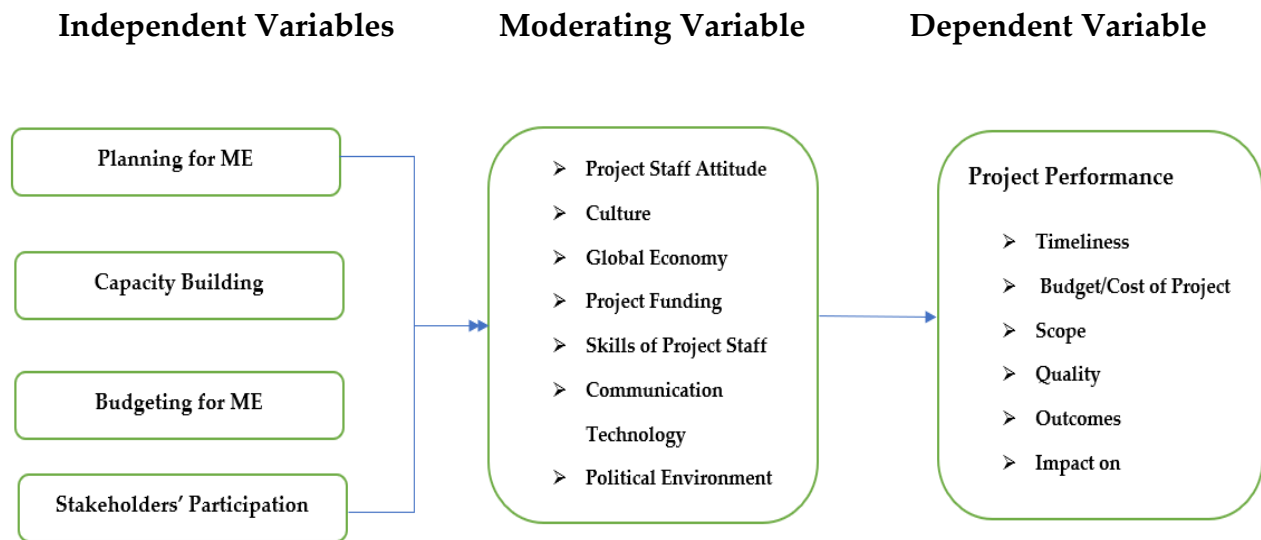 Independent Variables
Moderating Variable
Dependent Variable
Planning for ME
Capacity Building
Budgeting for ME
Stakeholders’ Participation
➢ Project Staff Attitude
➢ Culture
➢ Global Economy
➢ Project Funding
➢ Skills of Project Staff
➢ Communication
Technology
➢ Political Environment
Project Performance
➢ Timeliness
➢ Budget/Cost of Project
➢ Scope
➢ Quality
➢ Outcomes
➢ Impact on